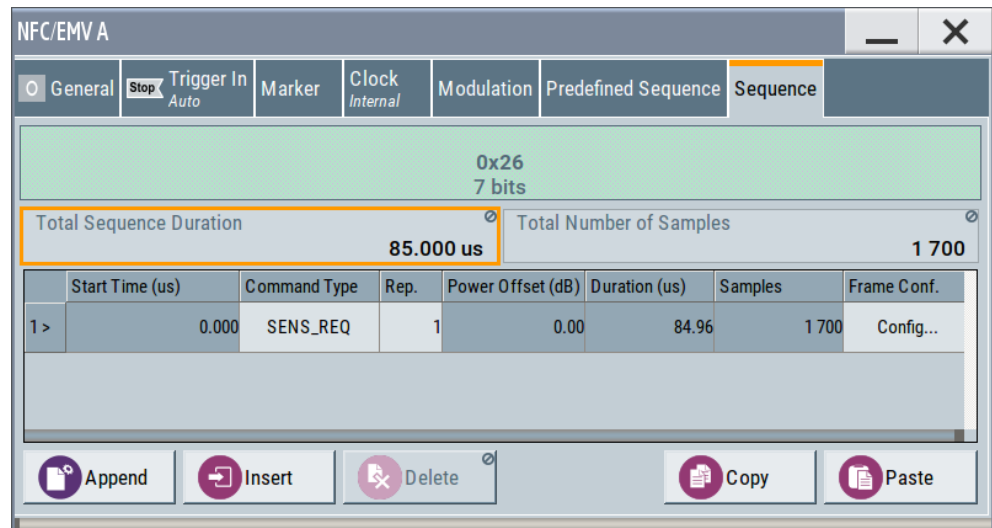 NFC/EMV A
O General Stop Trigger In Auto Marker Clock Internal Modulation Predefined Sequence Sequence
0x26
7 bits
Total Sequence Duration Total Number of Samples
85.000 us 1 700
Start Time (us) Command Type Rep. Power Offset (dB) Duration (us) Samples Frame Conf.
1 > 0.000 SENS_REQ 1 0.00 84.96 1 700 Config...
Append Insert Delete Copy Paste